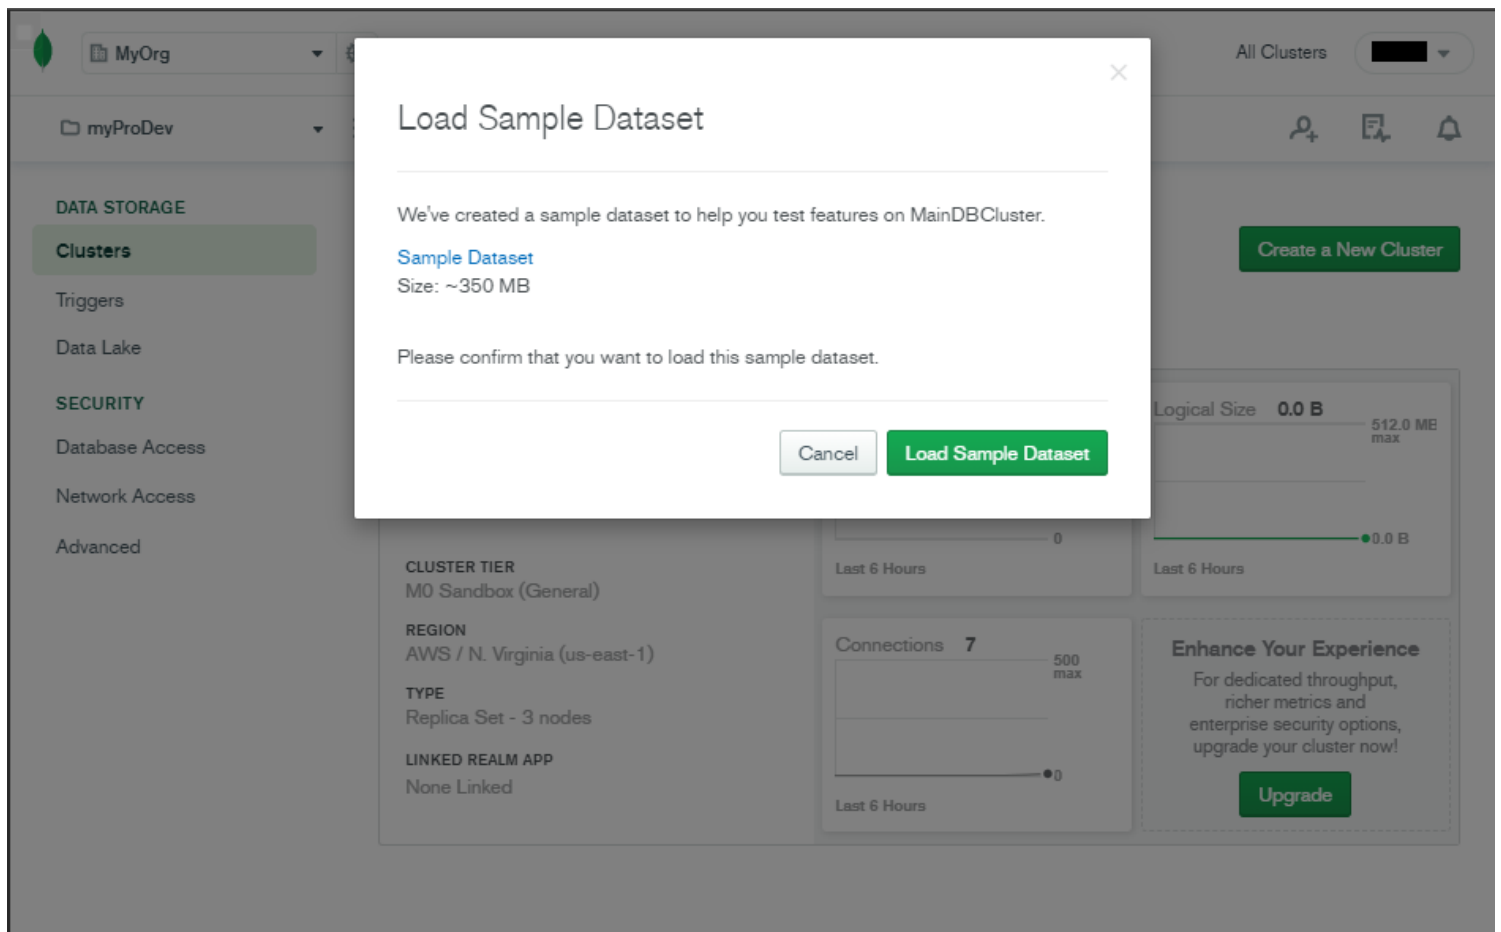 MyOrg
All Clusters
myProDev
Load Sample Dataset
We've created a sample dataset to help you test features on MainDBCluster.
Sample Dataset
Size: ~350 MB
Please confirm that you want to load this sample dataset.
Cancel
Load Sample Dataset
DATA STORAGE
Clusters
Triggers
Data Lake
SECURITY
Database Access
Network Access
Advanced
Create a New Cluster
Logical Size 0.0 B
512.0 MB
max
0.0 B
Last 6 Hours
0
Last 6 Hours
CLUSTER TIER
M0 Sandbox (General)
REGION
AWS / N. Virginia (us-east-1)
TYPE
Replica Set - 3 nodes
LINKED REALM APP
None Linked
Connections 7
500
max
0
Last 6 Hours
Enhance Your Experience
For dedicated throughput,
richer metrics and
enterprise security options,
upgrade your cluster now!
Upgrade